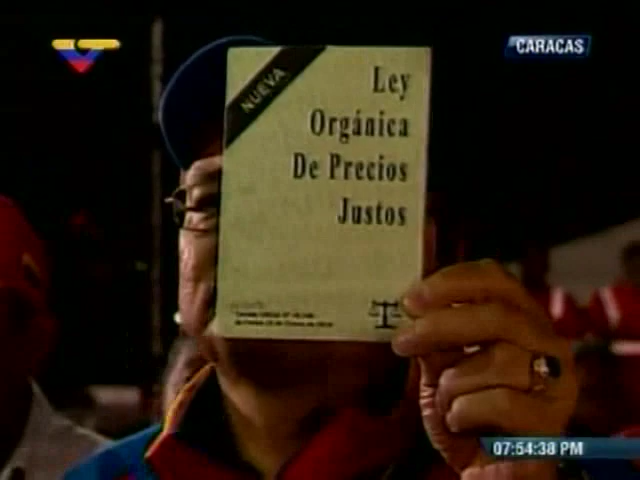 CARACAS
NUEVA
Ley
Orgánica
De Precios
Justos
07:54:38 PM